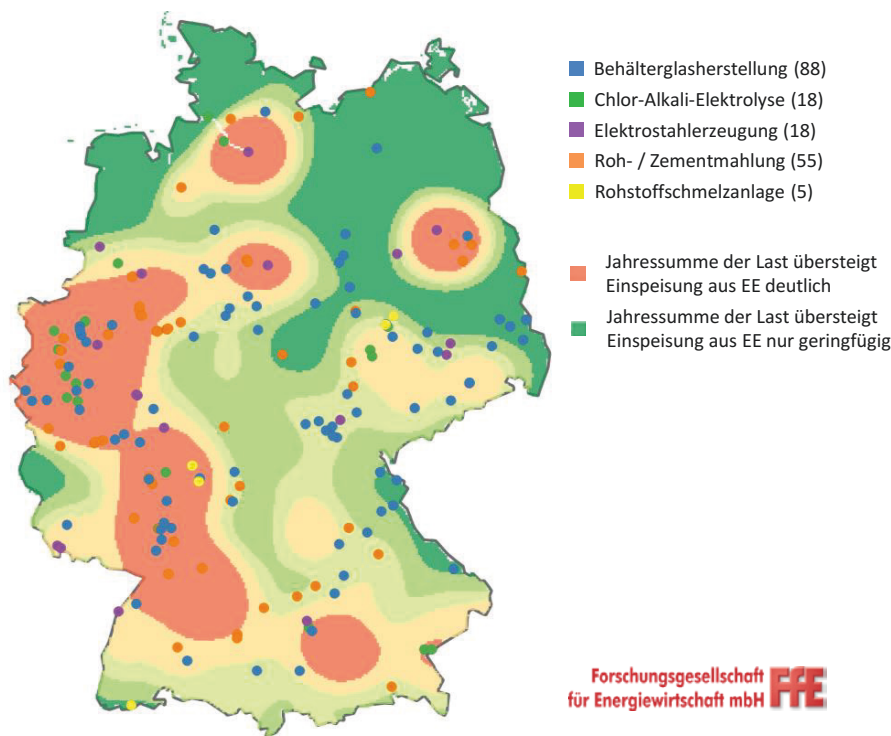 Behälterglasherstellung (88)
Chlor-Alkali-Elektrolyse (18)
Elektrostahlerzeugung (18)
Roh- / Zementmahlung (55)
Rohstoffschmelzanlage (5)
Jahressumme der Last übersteigt
Einspeisung aus EE deutlich
Jahressumme der Last übersteigt
Einspeisung aus EE nur geringfügig
Forschungsgesellschaft
für Energiewirtschaft mbH FfE